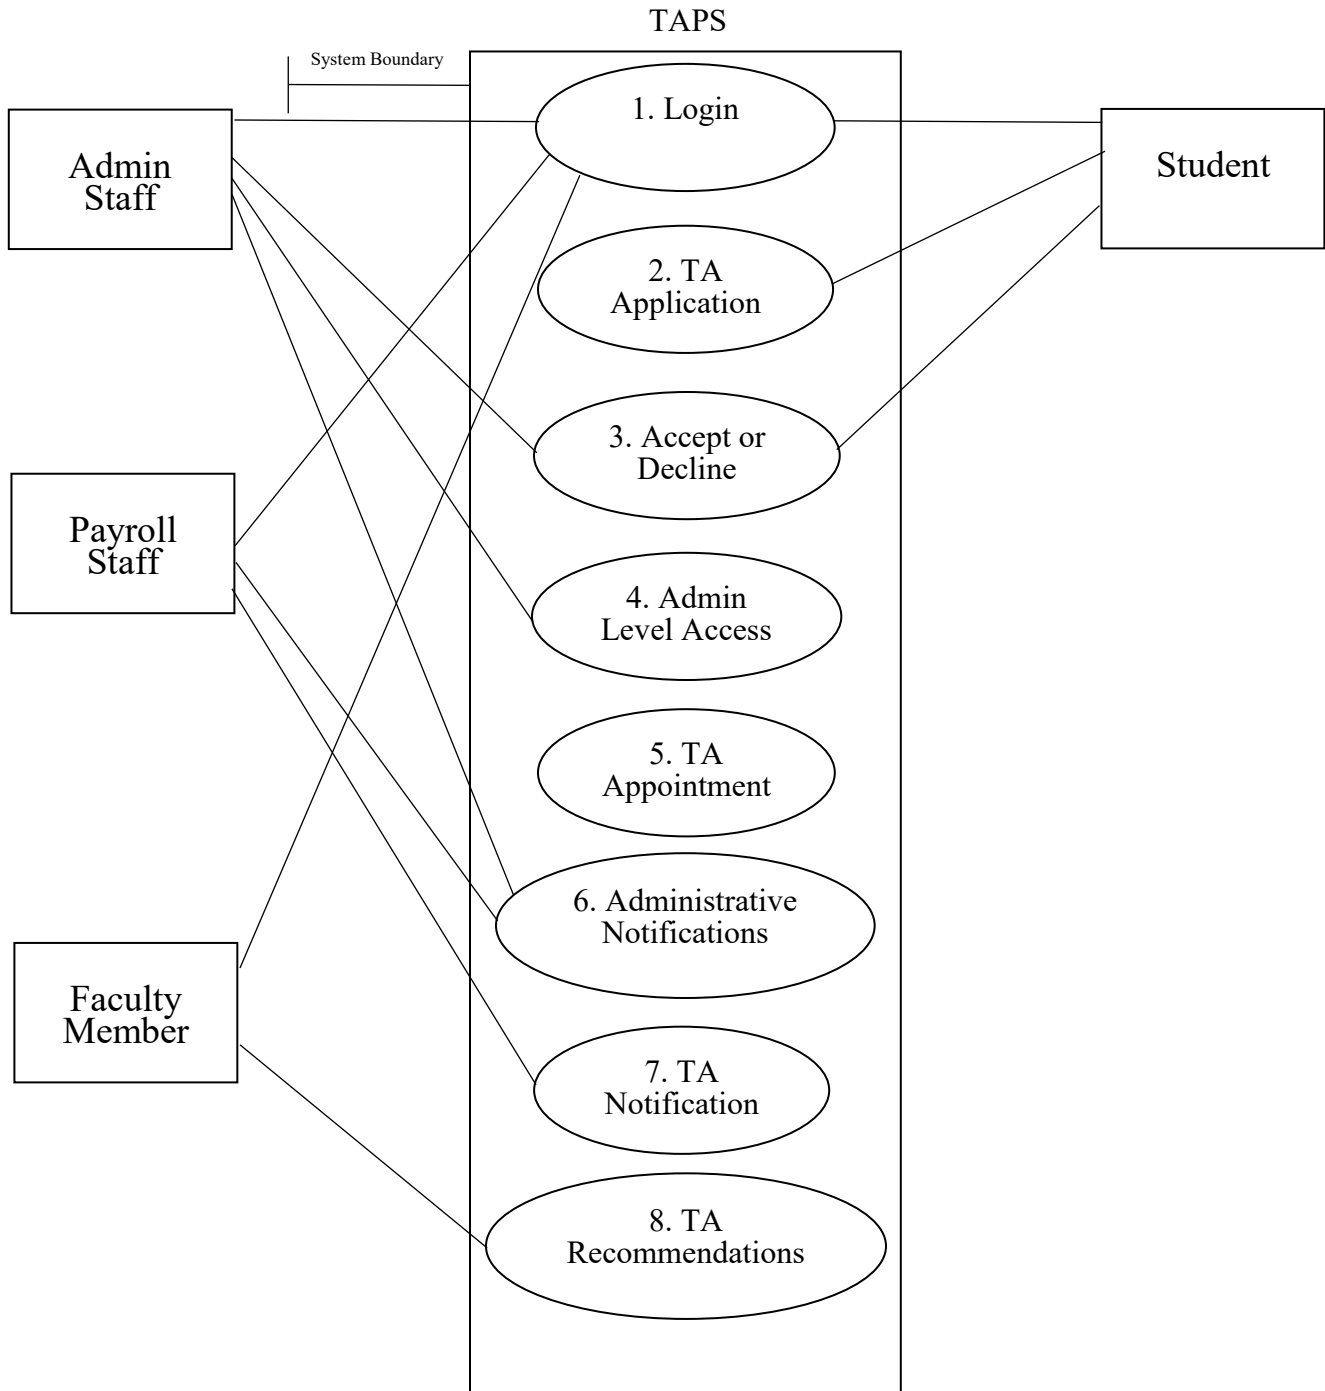 TAPS
System Boundary
1. Login
Admin
Staff
Student
2. TA
Application
3. Accept or
Decline
Payroll
Staff
4. Admin
Level Access
5. TA
Appointment
6. Administrative
Notifications
Faculty
Member
7. TA
Notification
8. TA
Recommendations